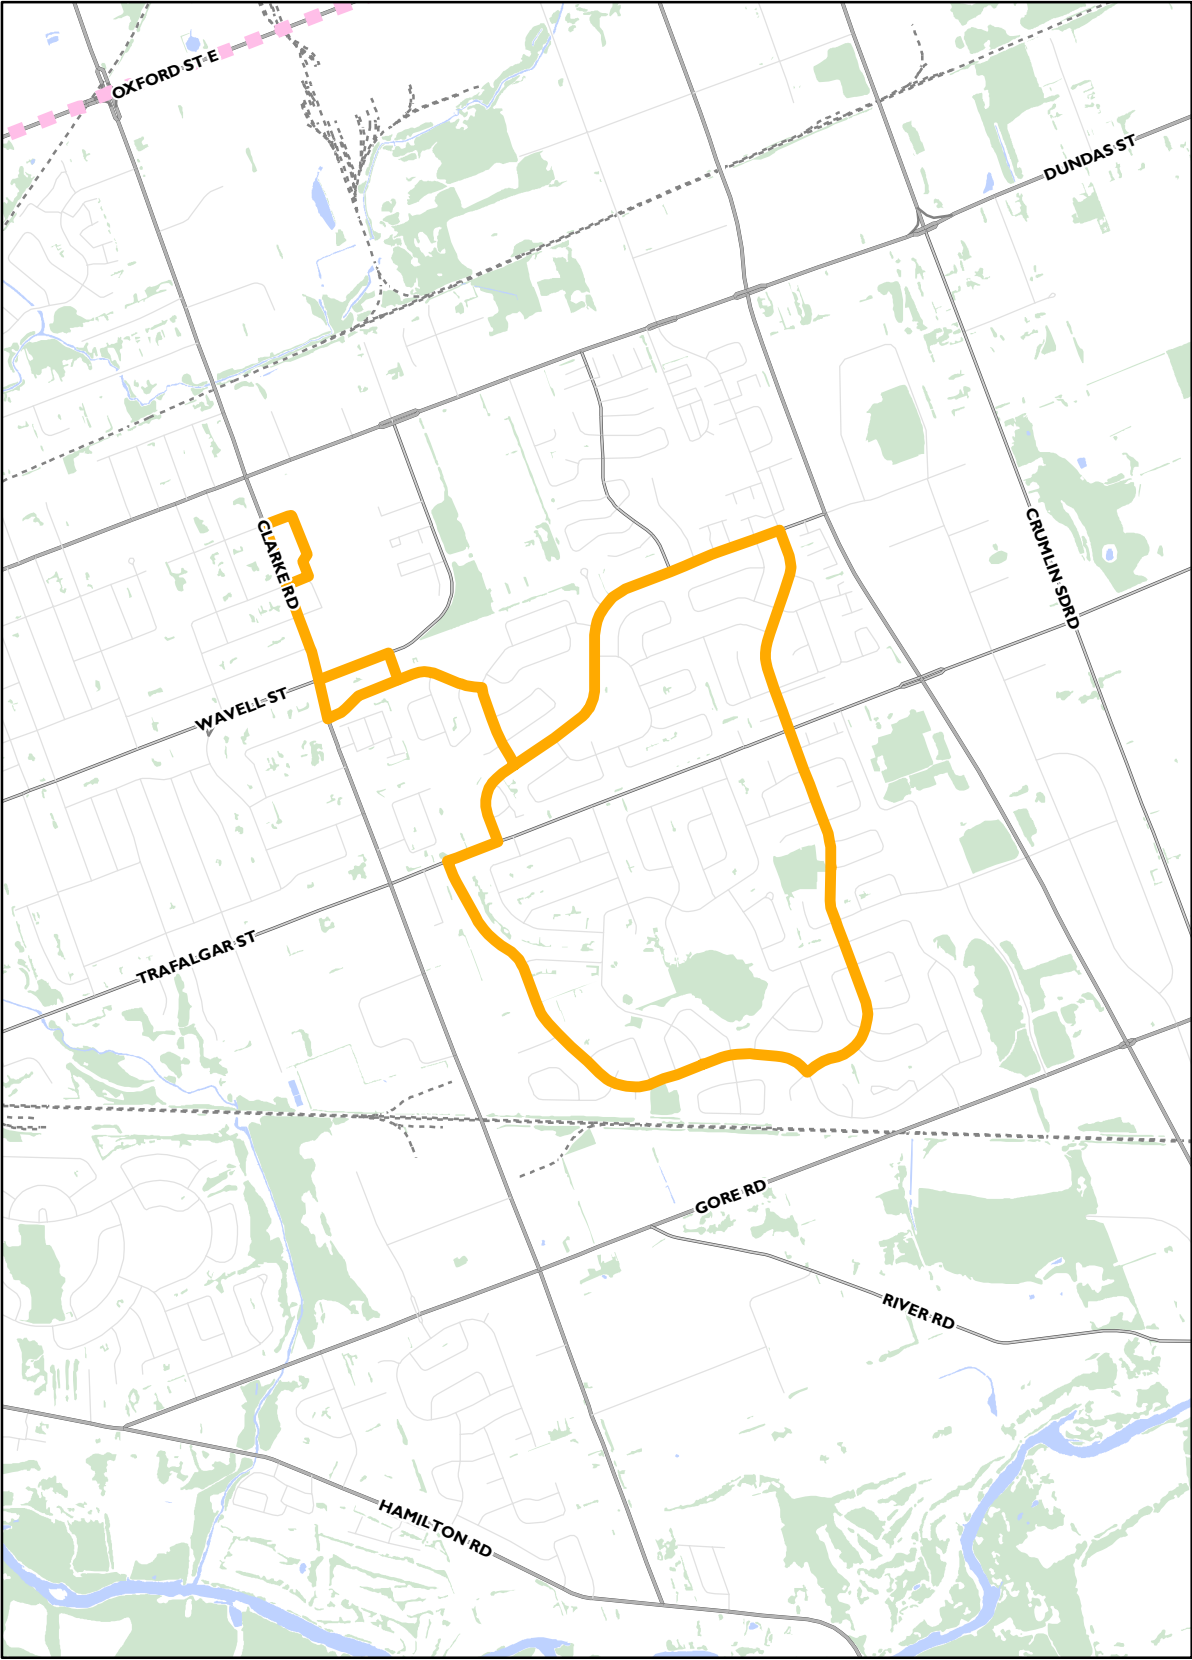 OXFORD ST E
DUNDAS ST
CLARKE RD
CRUMLIN SDRD
WAVELL ST
TRAFALGAR ST
GORE RD
RIVER RD
HAMILTON RD